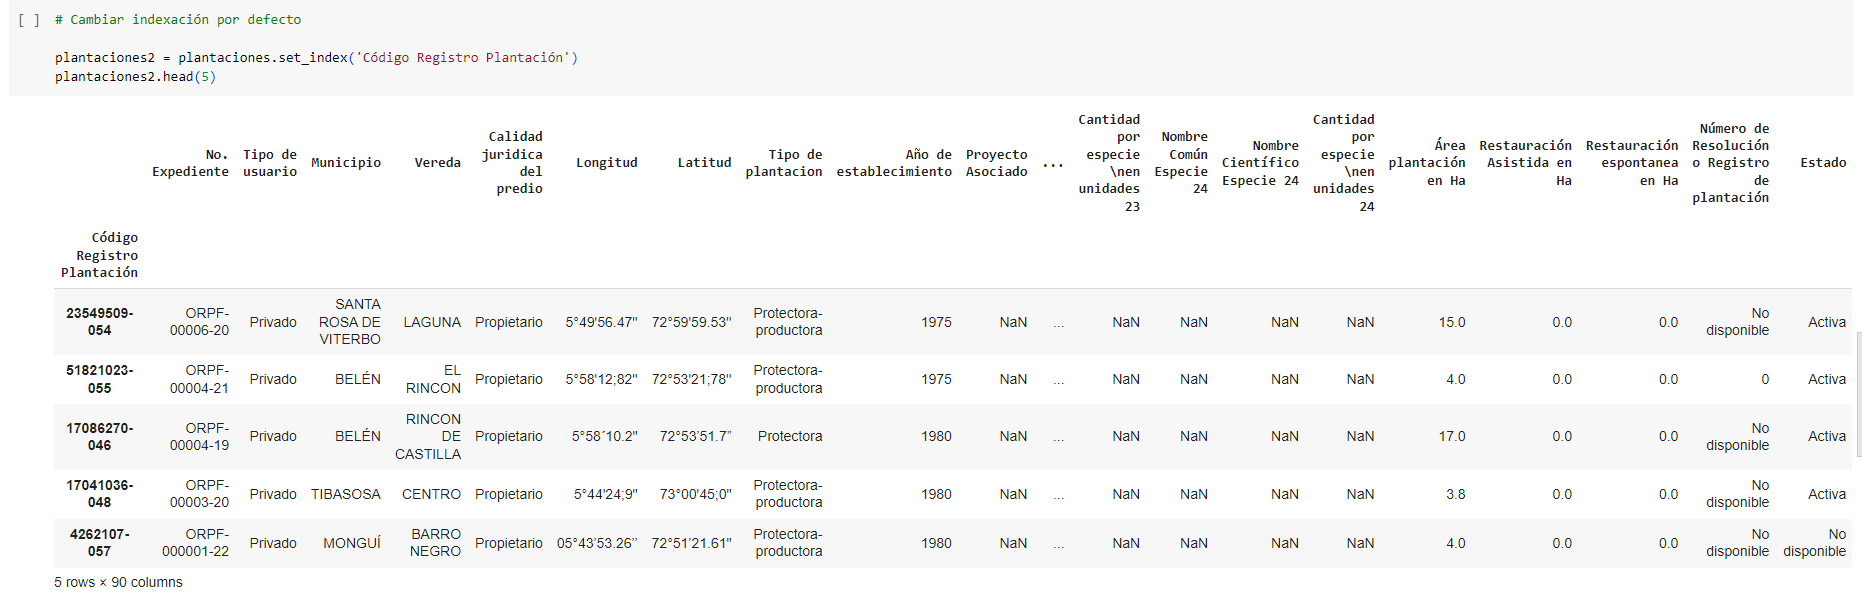 [ ] # Cambiar indexación por defecto
plantaciones2 = plantaciones.set_index('Código Registro Plantación')
plantaciones2.head(5)
No. Expediente Tipo de usuario Municipio Vereda Calidad juridica del predio Longitud Latitud Tipo de plantacion Año de establecimiento Proyecto Asociado ... Cantidad por especie \nen unidades 23 Nombre Común Especie 24 Nombre Científico Especie 24 Cantidad por especie \nen unidades 24 Área plantación en Ha Restauración Asistida en Ha Restauración espontanea en Ha Número de Resolución o Registro de plantación Estado
Código Registro Plantación
23549509-054 ORPF-00006-20 Privado SANTA ROSA DE VITERBO LAGUNA Propietario 5°49'56.47" 72°59'59.53" Protectora-productora 1975 NaN ... NaN NaN NaN NaN 15.0 0.0 0.0 No disponible Activa
51821023-055 ORPF-00004-21 Privado BELÉN EL RINCON Propietario 5°58'12;82" 72°53'21;78" Protectora-productora 1975 NaN ... NaN NaN NaN NaN 4.0 0.0 0.0 0 Activa
17086270-046 ORPF-00004-19 Privado BELÉN RINCON DE CASTILLA Propietario 5°58´10.2" 72°53’51.7” Protectora 1980 NaN ... NaN NaN NaN NaN 17.0 0.0 0.0 No disponible Activa
17041036-048 ORPF-00003-20 Privado TIBASOSA CENTRO Propietario 5°44'24;9" 73°00'45;0" Protectora-productora 1980 NaN ... NaN NaN NaN NaN 3.8 0.0 0.0 No disponible Activa
4262107-057 ORPF-000001-22 Privado MONGUÍ BARRO NEGRO Propietario 05°43’53.26’’ 72°51’21.61" Protectora-productora 1980 NaN ... NaN NaN NaN NaN 4.0 0.0 0.0 No disponible No disponible
5 rows × 90 columns